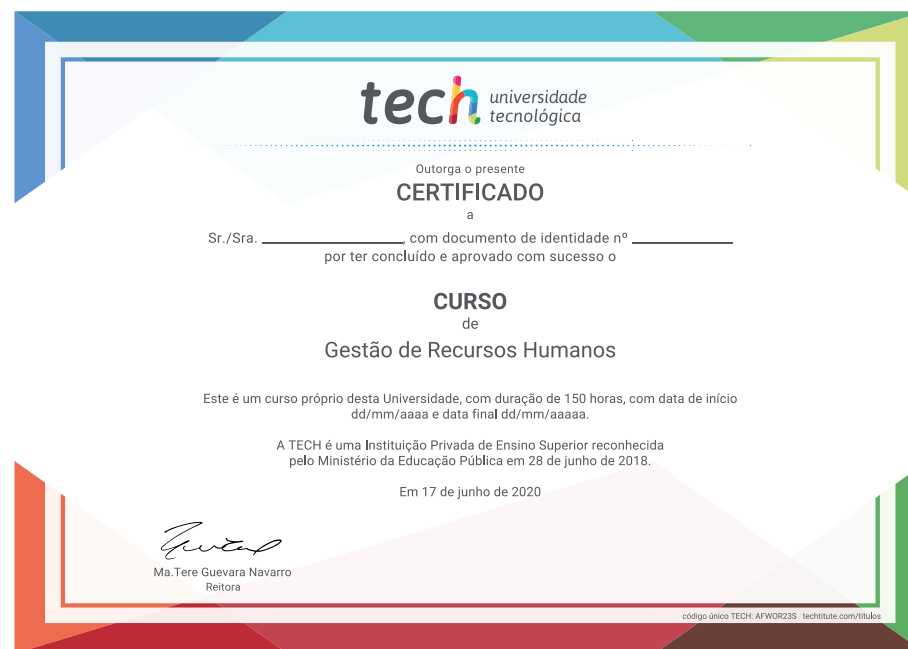 tech universidade
tecnológica
Outorga o presente
CERTIFICADO
a
Sr./Sra. ________________, com documento de identidade nº ____________
por ter concluído e aprovado com sucesso o
CURSO
de
Gestão de Recursos Humanos
Este é um curso próprio desta Universidade, com duração de 150 horas, com data de início
dd/mm/aaaa e data final dd/mm/aaaaa.
A TECH é uma Instituição Privada de Ensino Superior reconhecida
pelo Ministério da Educação Pública em 28 de junho de 2018.
Em 17 de junho de 2020
Ma.Tere Guevara Navarro
Reitora
código único TECH: AFWOR23S techtitute.com/titulos